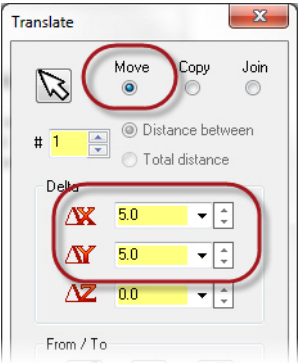 Translate
Move Copy Join
# 1 Distance between
Total distance
Delta
ΔX 5.0
ΔY 5.0
ΔZ 0.0
From / To